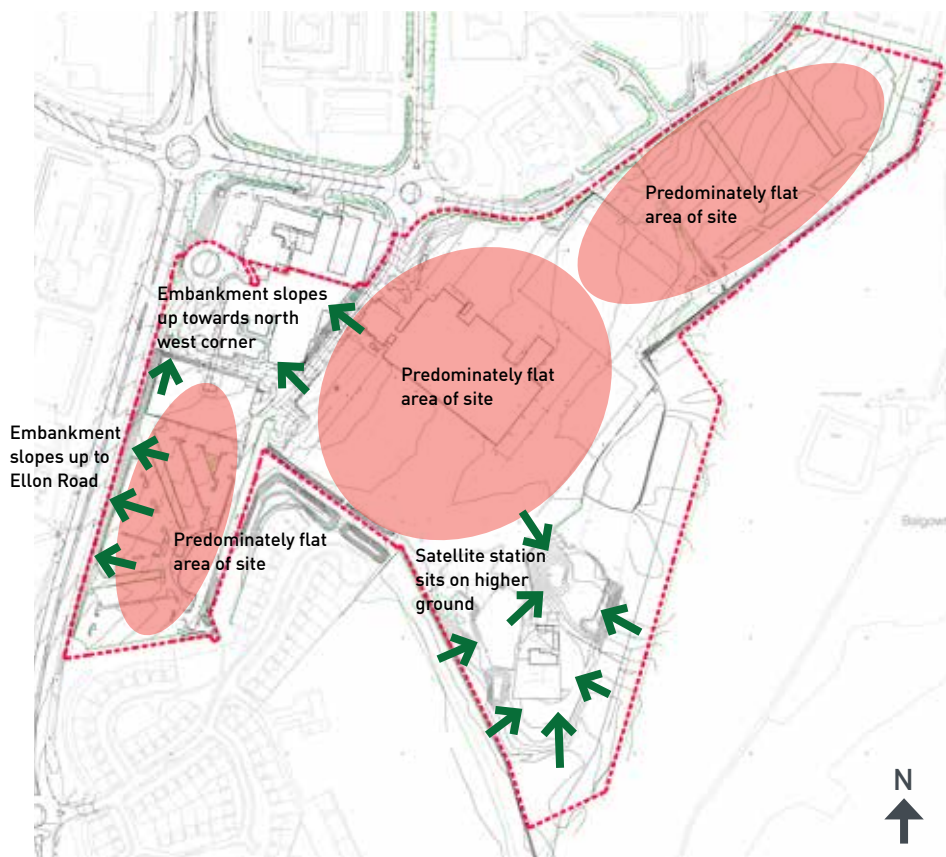 Predominately flat
area of site
Embankment slopes
up towards north
west corner
Predominately flat
area of site
Embankment
slopes up to
Ellon Road
Predominately flat
area of site
Satellite station
sits on higher
ground
N